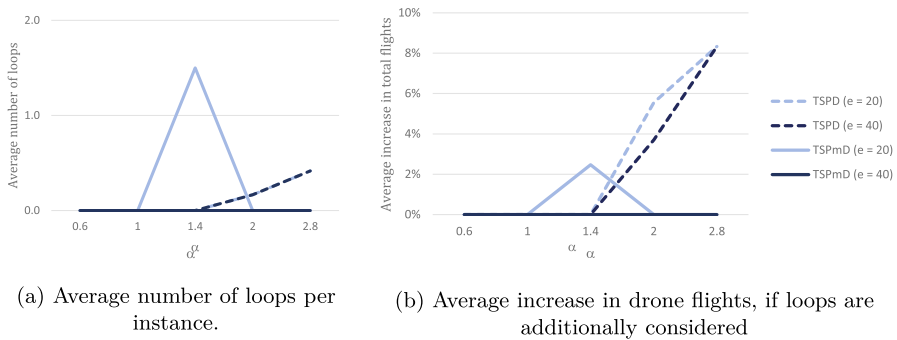 Average number of loops
2.0
1.0
0.0
0.6 1 1.4 2 2.8
α
α
(a) Average number of loops per
instance.
Average increase in total flights
10%
8%
6%
4%
2%
0%
0.6 1 1.4 2 2.8
α
α
TSPD (e = 20)
TSPD (e = 40)
TSPmD (e = 20)
TSPmD (e = 40)
(b) Average increase in drone flights, if loops are
additionally considered